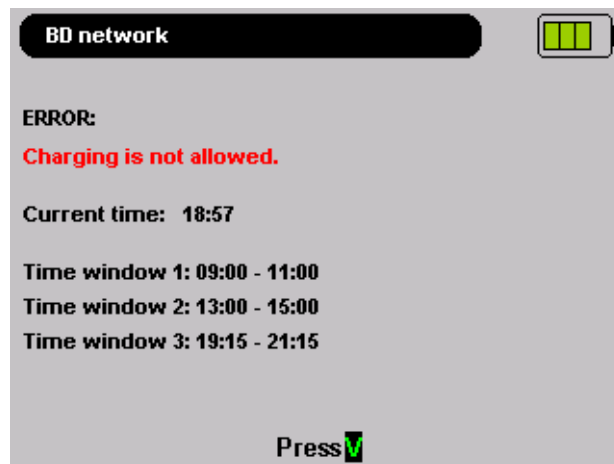 BD network
ERROR:
Charging is not allowed.
Current time: 18:57
Time window 1: 09:00 - 11:00
Time window 2: 13:00 - 15:00
Time window 3: 19:15 - 21:15
Press V